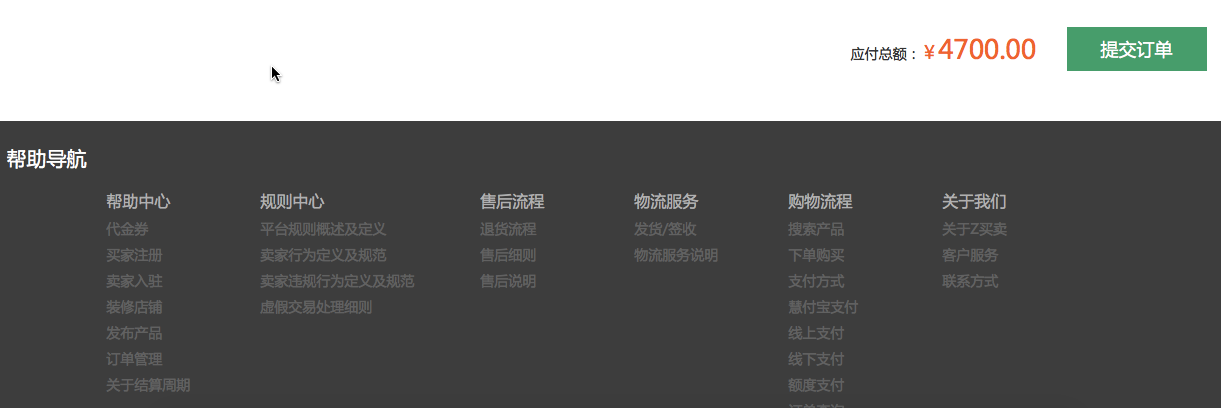 应付总额：￥4700.00 提交订单
帮助导航
帮助中心 规则中心 售后流程 物流服务 购物流程 关于我们
代金券 平台规则概述及定义 退货流程 发货/签收 搜索产品 关于Z买卖
买家注册 卖家行为定义及规范 售后细则 物流服务说明 下单购买 客户服务
卖家入驻 卖家违规行为定义及规范 售后说明 支付方式 联系方式
装修店铺 虚假交易处理细则 慧付宝支付
发布产品 线上支付
订单管理 线下支付
关于结算周期 额度支付